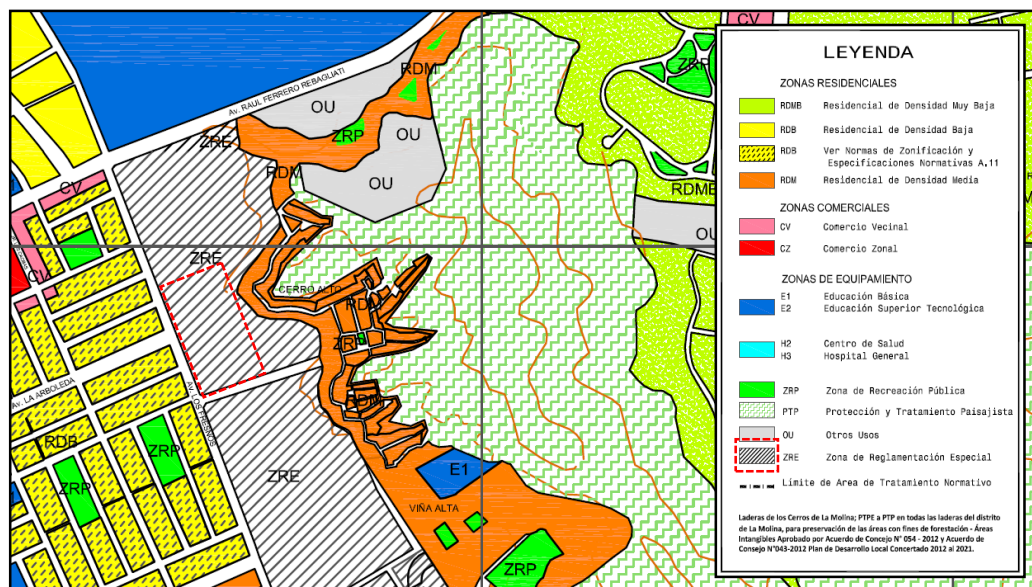 CV
RDM
ZRP
Av. RAUL FERRERO REBAGLIATI
OU
ZRE
ZRP
OU
RDM
OU
RDMB
CV
OU
ZRE
CV
CERRO ALTO
RDM
ZRP
Av. LA ARBOLEDA
Av. LOS FRESNOS
RDM
RDB
ZRP
ZRP
ZRE
E1
VIÑA ALTA
ZRP
LEYENDA
ZONAS RESIDENCIALES
RDMB Residencial de Densidad Muy Baja
RDB Residencial de Densidad Baja
RDB Ver Normas de Zonificación y
Especificaciones Normativas A,11
RDM Residencial de Densidad Media
ZONAS COMERCIALES
CV Comercio Vecinal
CZ Comercio Zonal
ZONAS DE EQUIPAMIENTO
E1 Educación Básica
E2 Educación Superior Tecnológica
H2 Centro de Salud
H3 Hospital General
ZRP Zona de Recreación Pública
PTP Protección y Tratamiento Paisajista
OU Otros Usos
ZRE Zona de Reglamentación Especial
Límite de Area de Tratamiento Normativo
Laderas de los Cerros de La Molina; PTPE a PTP en todas las laderas del distrito
de La Molina, para preservación de las áreas con fines de forestación - Áreas
Intangibles Aprobado por Acuerdo de Concejo N° 054 - 2012 y Acuerdo de
Consejo N°043-2012 Plan de Desarrollo Local Concertado 2012 al 2021.